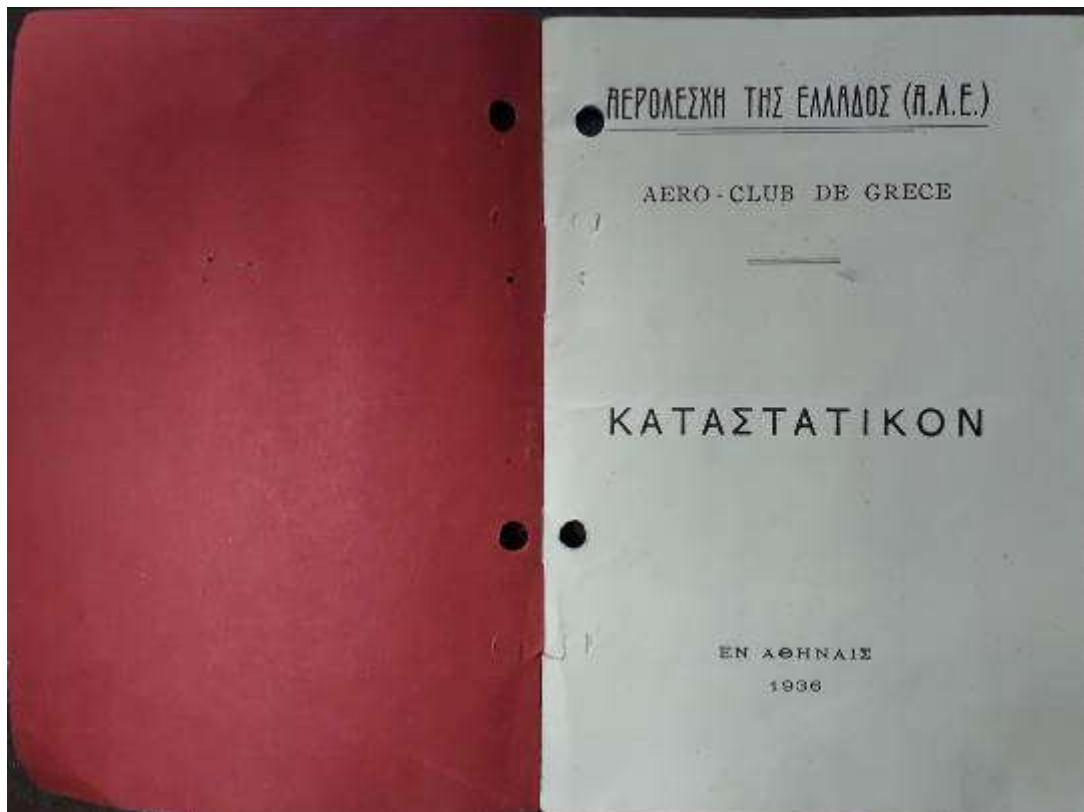 ΑΕΡΟΛΕΣΧΗ ΤΗΣ ΕΛΛΑΔΟΣ (Α.Λ.Ε.)
AERO-CLUB DE GRECE
ΚΑΤΑΣΤΑΤΙΚΟΝ
ΕΝ ΑΘΗΝΑΙΣ
1936